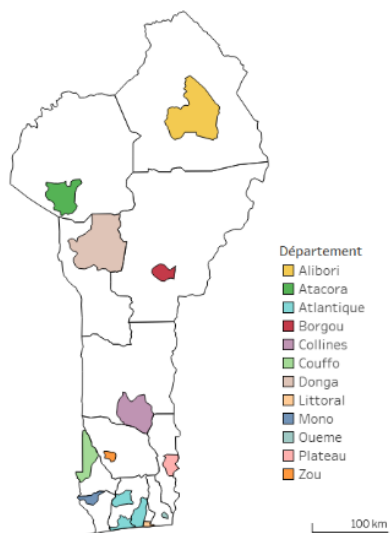 Département
Alibori
Atacora
Atlantique
Borgou
Collines
Couffo
Donga
Littoral
Mono
Oueme
Plateau
Zou
100 km